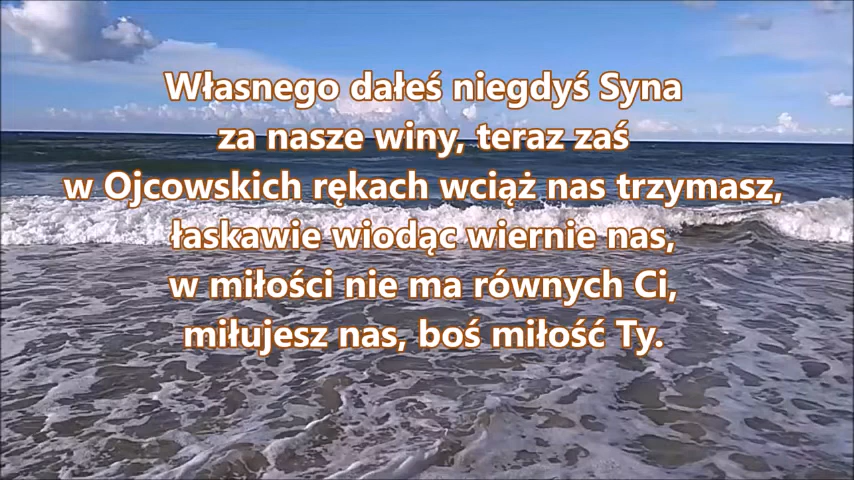 Własnego dałeś niegdyś Syna
za nasze winy, teraz zaś
w Ojcowskich rękach wciąż nas trzymasz,
łaskawie wiodąc wiernie nas,
w miłości nie ma równych Ci,
miłujesz nas, boś miłość Ty.